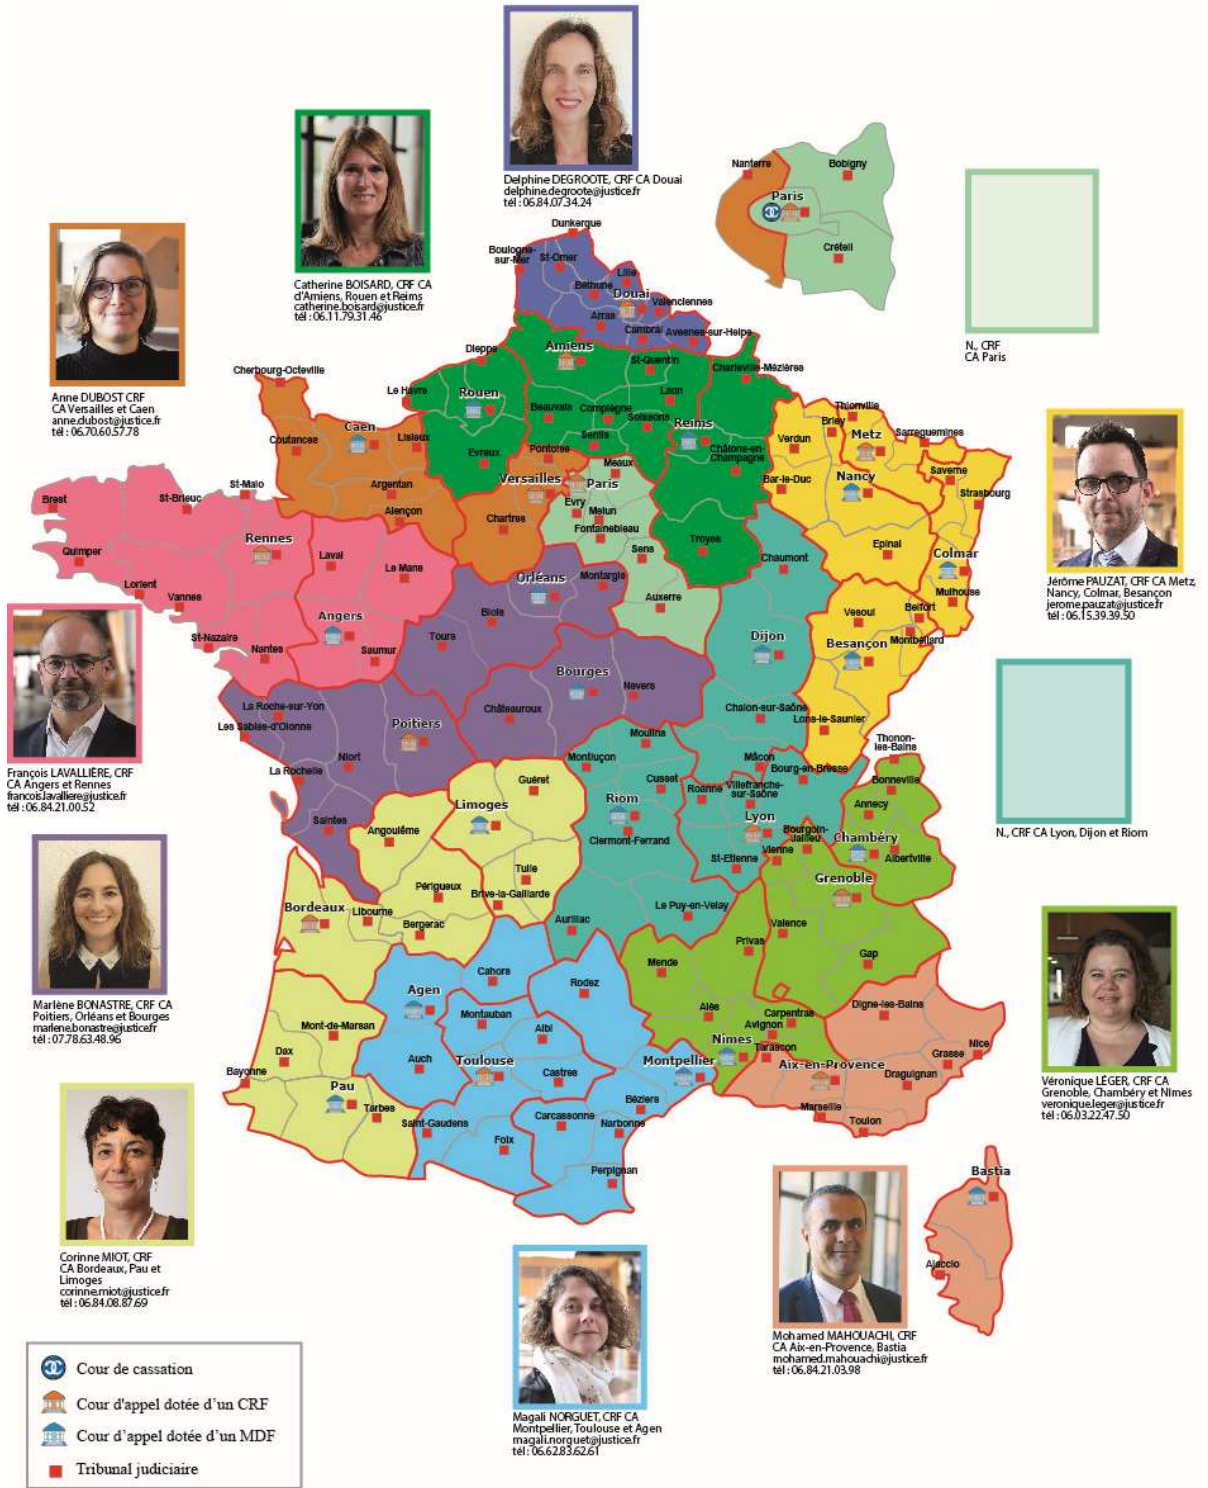 Delphine DEGROOTE, CRF CA Douai
delphine.degroote@justice.fr
tél : 06.84.07.34.24
Catherine BOISARD, CRF CA
d'Amiens, Rouen et Reims
catherine.boisard@justice.fr
tél : 06.11.79.31.46
Anne DUBOST CRF
CA Versailles et Caen
anne.dubost@justice.fr
tél : 06.70.60.57.78
N., CRF
CA Paris
Jérôme PAUZAT, CRF CA Metz,
Nancy, Colmar, Besançon
jerome.pauzat@justice.fr
tél : 06.15.39.39.50
François LAVALLIÈRE, CRF
CA Angers et Rennes
francois.lavalliere@justice.fr
tél : 06.84.21.00.52
N., CRF CA Lyon, Dijon et Riom
Marlène BONASTRE, CRF CA
Poitiers, Orléans et Bourges
marlene.bonastre@justice.fr
tél : 07.78.63.48.96
Véronique LÉGER, CRF CA
Grenoble, Chambéry et Nimes
veronique.leger@justice.fr
tél : 06.03.22.47.50
Corinne MIOT, CRF
CA Bordeaux, Pau et
Limoges
corinne.miot@justice.fr
tél : 06.84.08.87.69
Mohamed MAHOUACHI, CRF
CA Aix-en-Provence, Bastia
mohamed.mahouachi@justice.fr
tél : 06.84.21.03.98
Magali NORGUET, CRF CA
Montpellier, Toulouse et Agen
magali.norguet@justice.fr
tél : 06.62.83.62.61
Nanterre
Bobigny
Paris
Créteil
Dunkerque
Boulogne-
sur-Mer
St-Omer
Lille
Béthune
Douai
Valenciennes
Arras
Cambrai
Avesnes-sur-Helpe
Dieppe
Amiens
St-Quentin
Charleville-Mézières
Cherbourg-Octeville
Le Havre
Rouen
Laon
Beauvais
Compiègne
Soissons
Reims
Senlis
Evreux
Châlons-en-
Champagne
Troyes
Caen
Coutances
Lisieux
Argentan
Alençon
Pontoise
Versailles
Chartres
Meaux
Paris
Evry
Melun
Fontainebleau
Sens
Auxerre
Thionville
Briey
Metz
Sarreguemines
Verdun
Bar-le-Duc
Nancy
Saverne
Strasbourg
Epinal
Colmar
Mulhouse
Vesoul
Belfort
Montbéliard
Besançon
Lons-le-Saunier
Brest
St-Brieuc
St-Malo
Quimper
Rennes
Lorient
Vannes
St-Nazaire
Nantes
Laval
Le Mans
Angers
Saumur
Orléans
Montargis
Blois
Tours
Bourges
Nevers
Châteauroux
La Roche-sur-Yon
Les Sables-d'Olonne
Poitiers
Niort
La Rochelle
Saintes
Chaumont
Dijon
Chalon-sur-Saône
Mâcon
Bourg-en-Bresse
Moulins
Montluçon
Cusset
Riom
Clermont-Ferrand
Roanne
Villefranche-
sur-Saône
Lyon
St-Etienne
Le Puy-en-Velay
Aurillac
Thonon-
les-Bains
Bonneville
Annecy
Chambéry
Albertville
Bourgoin-
Jailleu
Vienne
Grenoble
Valence
Gap
Privas
Mende
Alès
Carpentras
Avignon
Nimes
Guéret
Limoges
Tulle
Brive-la-Gaillarde
Angoulême
Périgueux
Bordeaux
Libourne
Bergerac
Mont-de-Marsan
Dax
Bayonne
Pau
Tarbes
Cahors
Agen
Auch
Rodez
Montauban
Albi
Toulouse
Castres
Saint-Gaudens
Foix
Carcassonne
Montpellier
Béziers
Narbonne
Perpignan
Digne-les-Bains
Tarascon
Aix-en-Provence
Grasse
Nice
Draguignan
Marseille
Toulon
Bastia
Ajaccio
Cour de cassation
Cour d'appel dotée d'un CRF
Cour d'appel dotée d'un MDF
Tribunal judiciaire